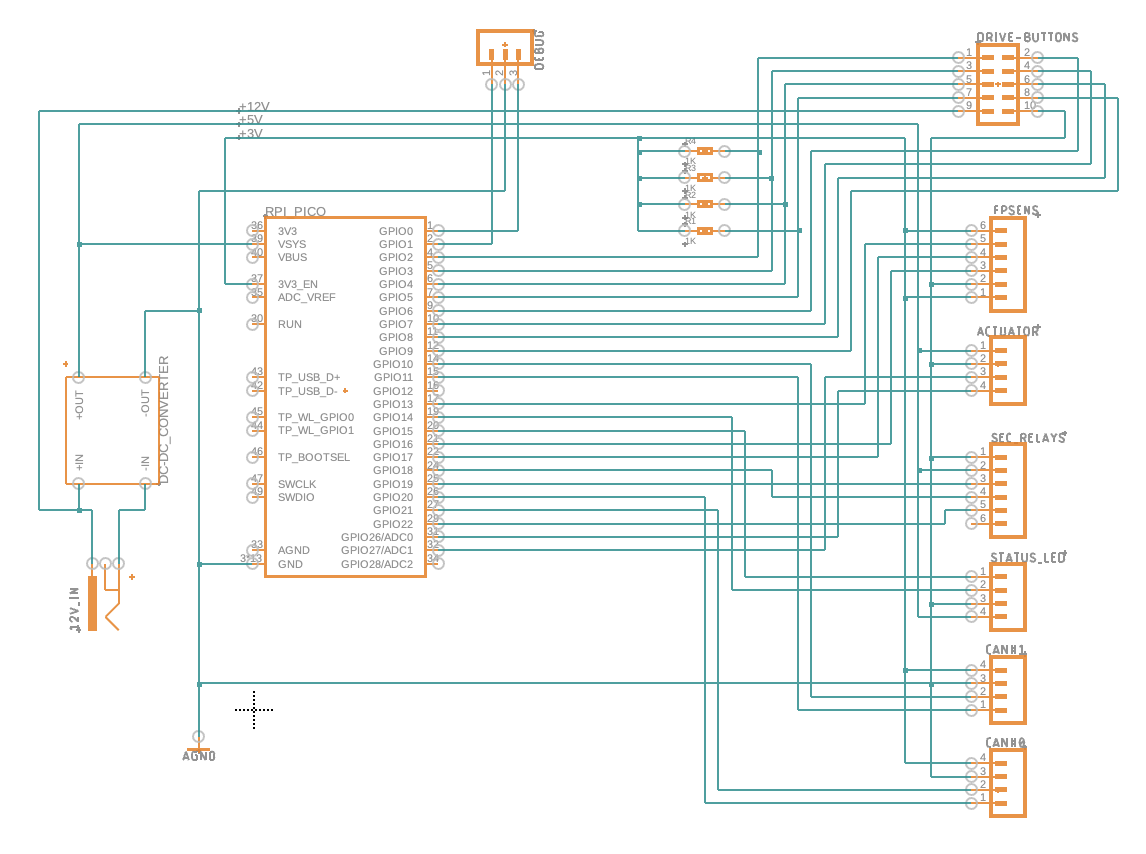 DEBUG
1
2
3
DRIVE-BUTTONS
1 2
3 4
5 6
7 8
9 10
+12V
+5V
+3V
R4
1K
R3
1K
R2
1K
R1
1K
RPI_PICO
36 3V3 GPIO0 1
39 VSYS GPIO1 2
40 VBUS GPIO2 4
GPIO3 5
37 3V3_EN GPIO4 6
35 ADC_VREF GPIO5 7
GPIO6 9
30 RUN GPIO7 10
GPIO8 11
GPIO9 12
GPIO10 14
43 TP_USB_D+ GPIO11 15
42 TP_USB_D- GPIO12 16
GPIO13 17
45 TP_WL_GPIO0 GPIO14 19
44 TP_WL_GPIO1 GPIO15 20
GPIO16 21
46 TP_BOOTSEL GPIO17 22
GPIO18 24
47 SWCLK GPIO19 25
49 SWDIO GPIO20 26
GPIO21 27
GPIO22 29
GPIO26/ADC0 31
33 AGND GPIO27/ADC1 32
GND GPIO28/ADC2 34
FPSENS
6
5
4
3
2
1
ACTUATOR
1
2
3
4
SEC_RELAYS
1
2
3
4
5
6
STATUS_LED
1
2
3
4
CAN#1
4
3
2
1
CAN#0
4
3
2
1
+OUT
-OUT
+IN
-IN
DC-DC_CONVERTER
12V_IN
AGND